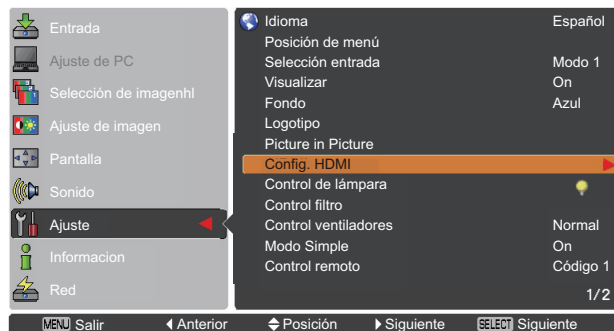 Entrada
Ajuste de PC
Selección de imagenhl
Ajuste de imagen
Pantalla
Sonido
Ajuste
Informacion
Red
Idioma Español
Posición de menú
Selección entrada Modo 1
Visualizar On
Fondo Azul
Logotipo
Picture in Picture
Config. HDMI
Control de lámpara
Control filtro
Control ventiladores Normal
Modo Simple On
Control remoto Código 1
1/2
MENU Salir Anterior Posición Siguiente SELECT Siguiente